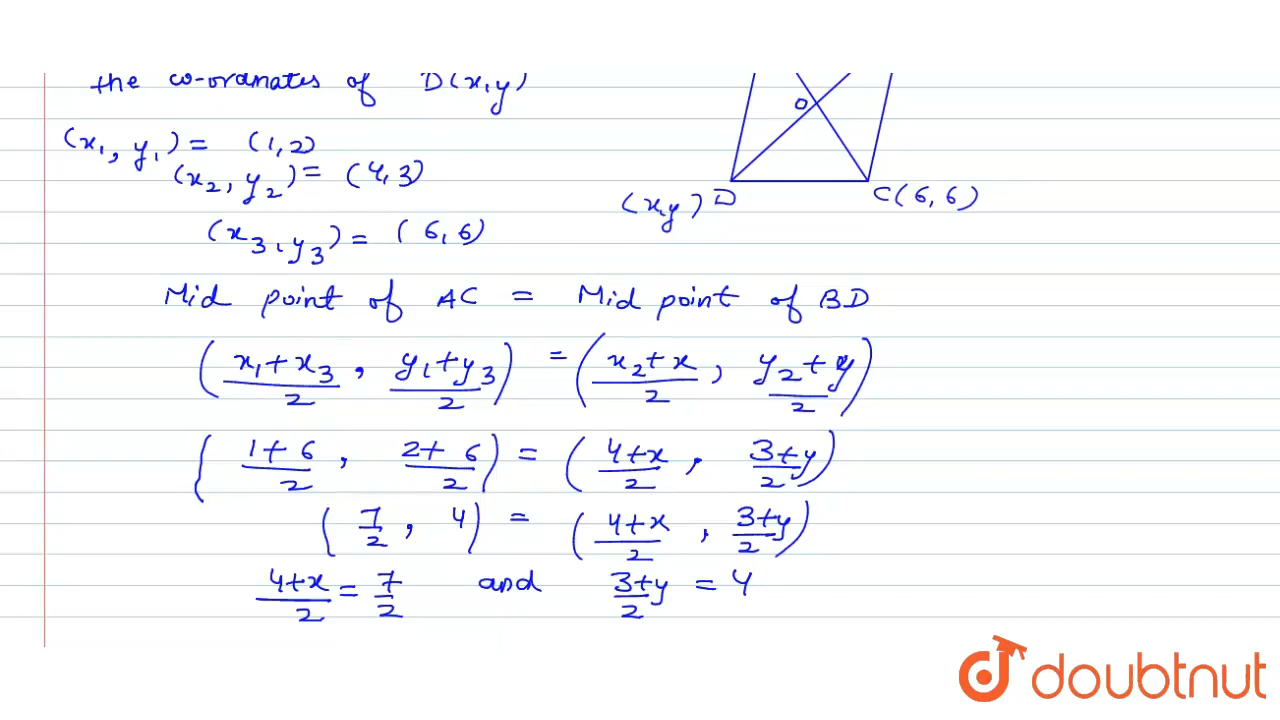 the co-ordinates of D(x,y)
O
(x₁, y₁) = (1,2)
(x₂, y₂) = (4,3)
(x,y) D
C(6,6)
(x₃, y₃) = (6,6)
Mid point of AC = Mid point of BD
((x₁+x₃)/2, (y₁+y₃)/2) = ((x₂+x)/2, (y₂+y)/2)
((1+6)/2, (2+6)/2) = ((4+x)/2, (3+y)/2)
(7/2, 4) = ((4+x)/2, (3+y)/2)
(4+x)/2 = 7/2 and (3+y)/2 = 4
doubtnut